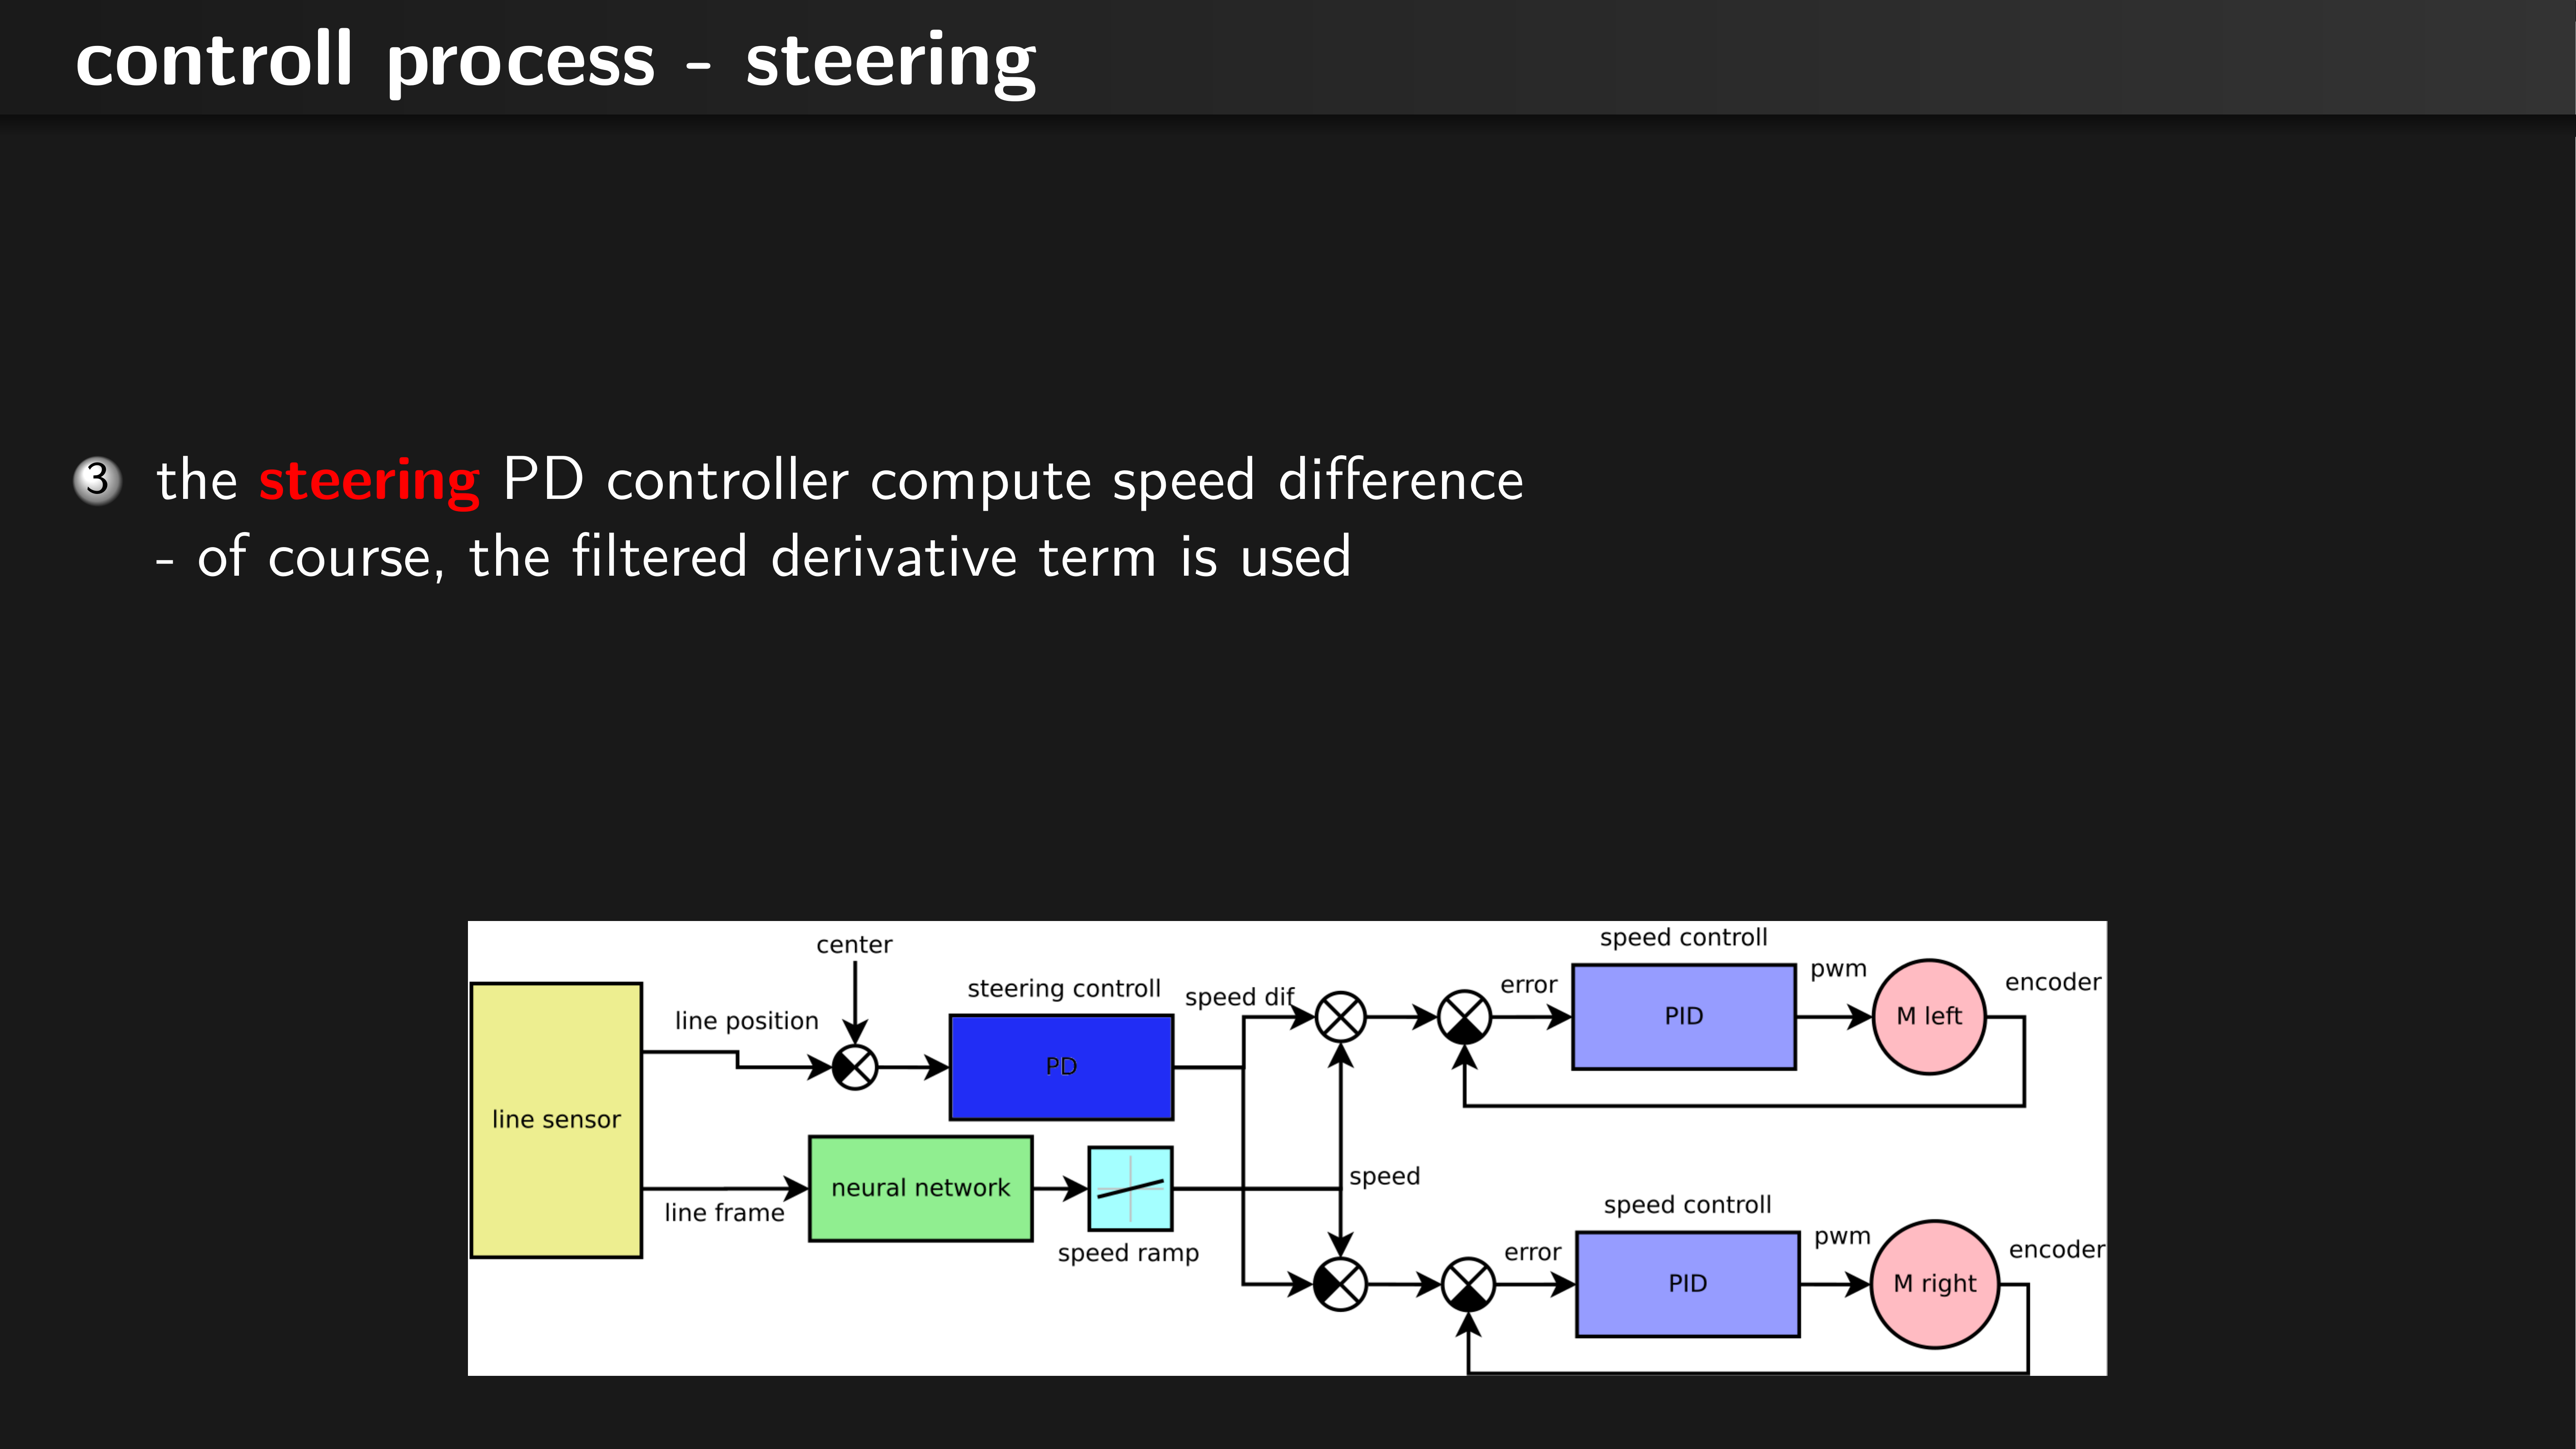 controll process - steering
3 the steering PD controller compute speed difference
- of course, the filtered derivative term is used
center
line position
steering controll
speed dif
speed controll
error
pwm
encoder
PID
M left
PD
line sensor
neural network
line frame
speed ramp
speed
speed controll
error
pwm
encoder
PID
M right